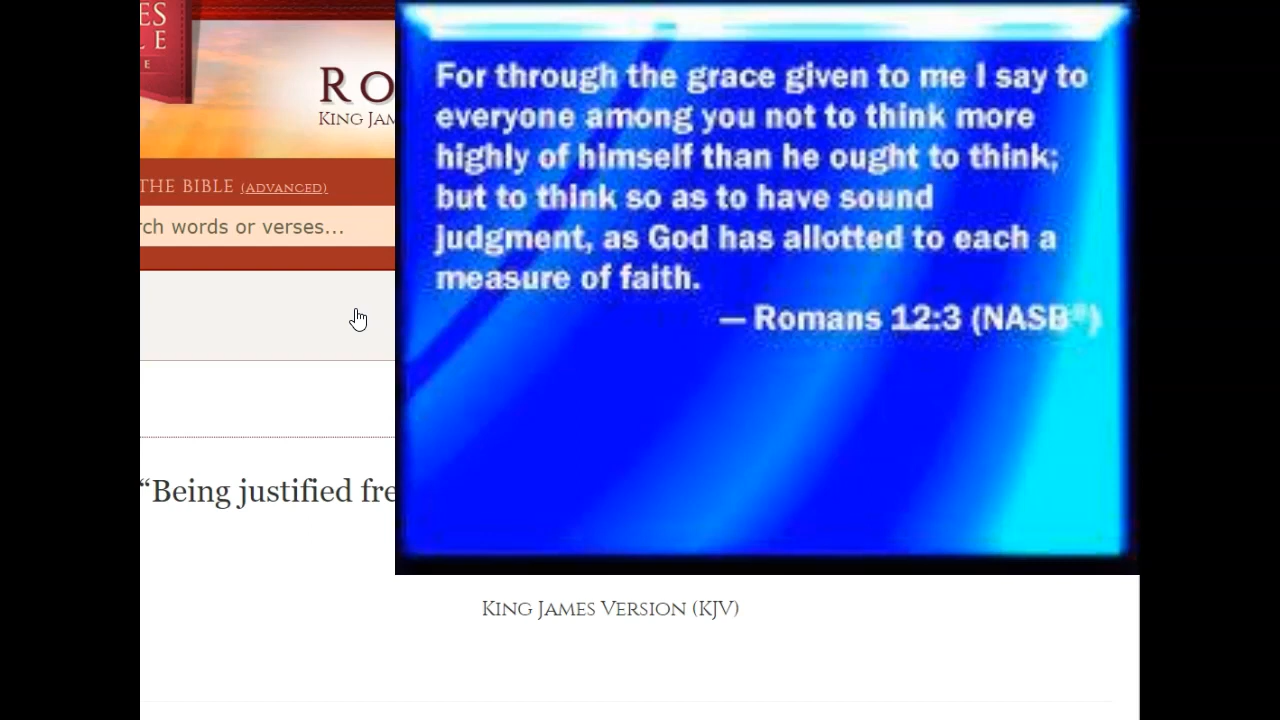 ES
LE
E
RO
KING JAM
THE BIBLE (ADVANCED)
rch words or verses...
For through the grace given to me I say to
everyone among you not to think more
highly of himself than he ought to think;
but to think so as to have sound
judgment, as God has allotted to each a
measure of faith.
— Romans 12:3 (NASB®)
“Being justified fre
KING JAMES VERSION (KJV)